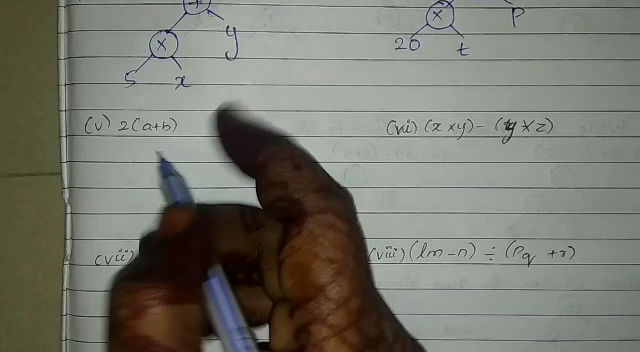 +
y
×
5 x
×
P
20 t
(v) 2(a+b)
(vi) (x×y) - (y×z)
(vii)
(viii) (lm-n) ÷ (Pq +r)